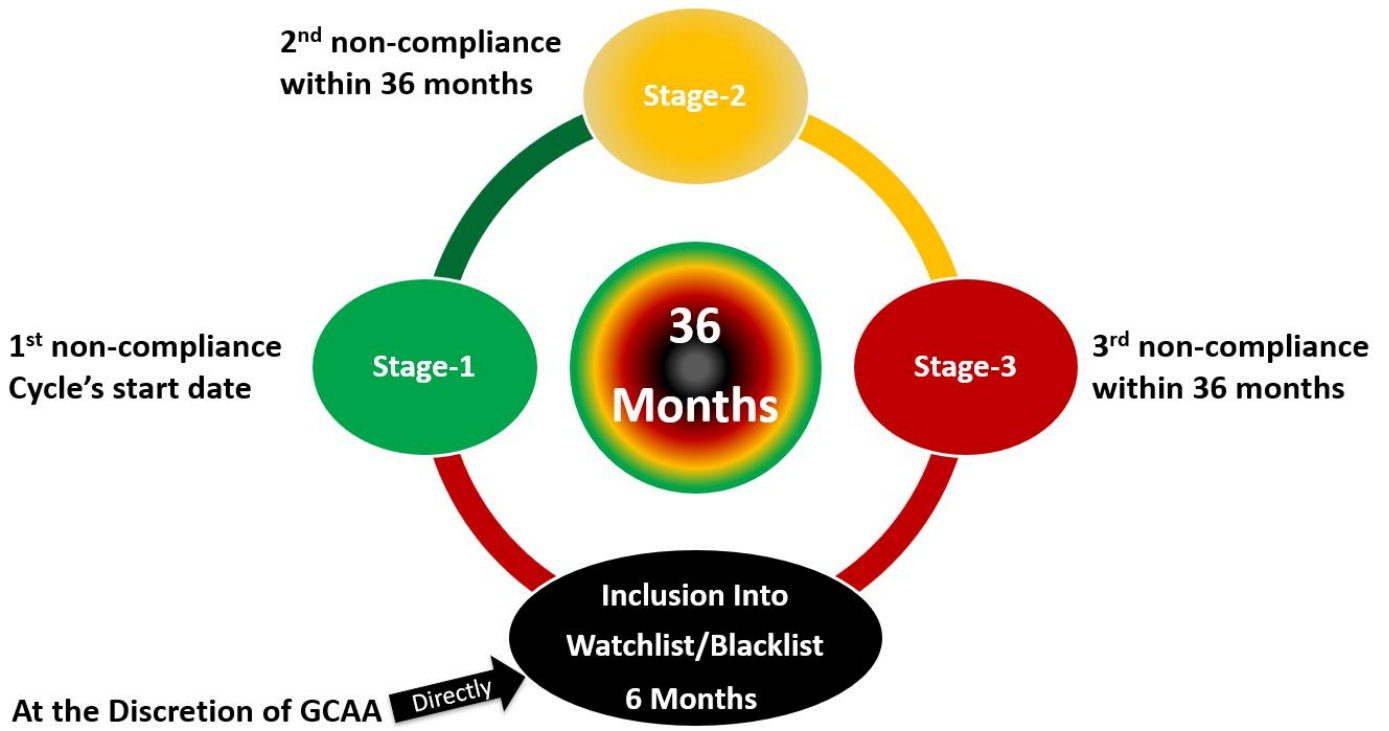 2nd non-compliance
within 36 months
Stage-2
1st non-compliance
Cycle's start date
Stage-1
36
Months
Stage-3
3rd non-compliance
within 36 months
Inclusion Into
Watchlist/Blacklist
6 Months
At the Discretion of GCAA
Directly